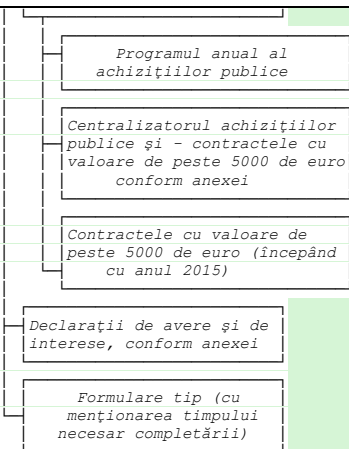 Programul anual al
achiziţiilor publice
Centralizatorul achiziţiilor
publice şi - contractele cu
valoare de peste 5000 de euro
conform anexei
Contractele cu valoare de
peste 5000 de euro (începând
cu anul 2015)
Declaraţii de avere şi de
interese, conform anexei
Formulare tip (cu
menţionarea timpului
necesar completării)